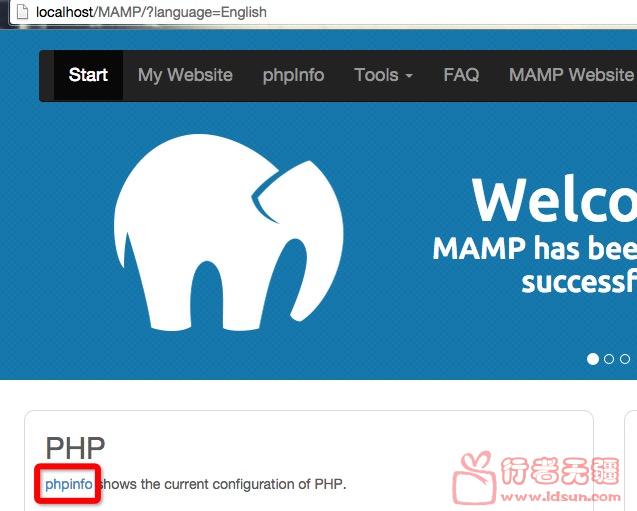 localhost/MAMP/?language=English
Start My Website phpInfo Tools FAQ MAMP Website
Welco
MAMP has bee
successf
PHP
phpinfo shows the current configuration of PHP.
行者无疆
www.ldsun.com